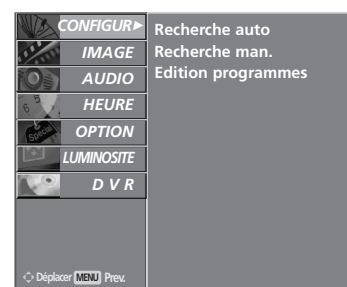 CONFIGUR►
IMAGE
AUDIO
HEURE
OPTION
LUMINOSITE
D V R
Recherche auto
Recherche man.
Edition programmes
Déplacer MENU Prev.